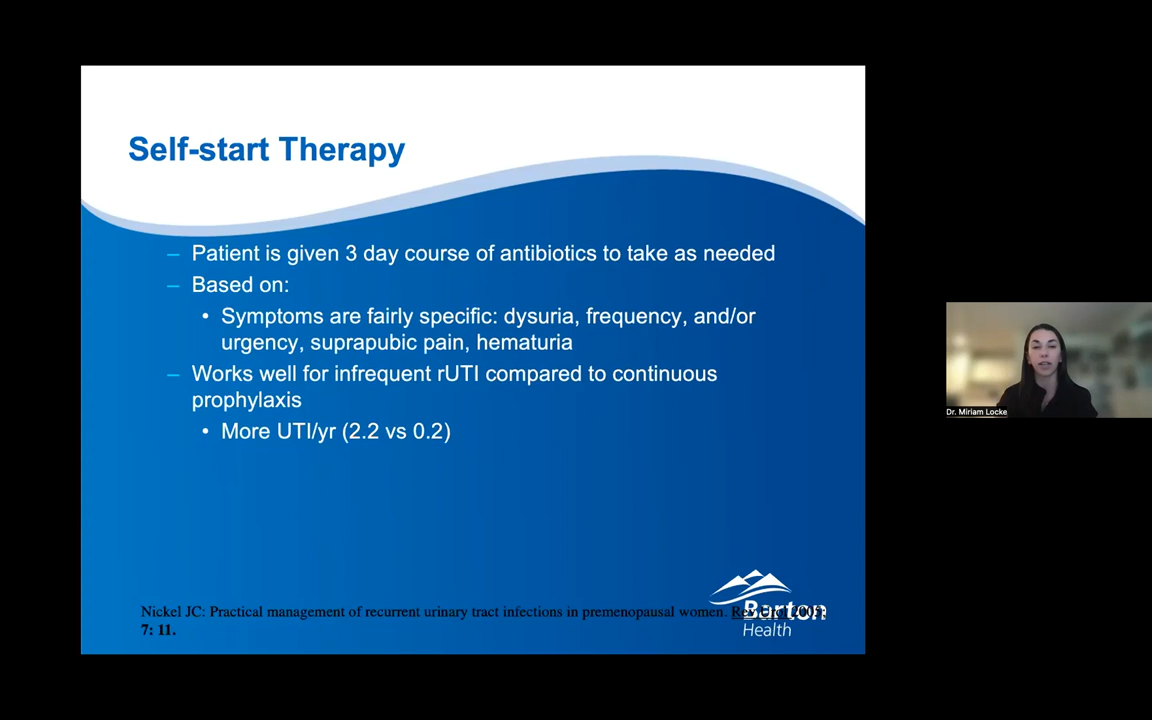 Self-start Therapy
– Patient is given 3 day course of antibiotics to take as needed
– Based on:
• Symptoms are fairly specific: dysuria, frequency, and/or
urgency, suprapubic pain, hematuria
– Works well for infrequent rUTI compared to continuous
prophylaxis
• More UTI/yr (2.2 vs 0.2)
Nickel JC: Practical management of recurrent urinary tract infections in premenopausal women.
7: 11.
Barton
Health
Dr. Miriam Locke